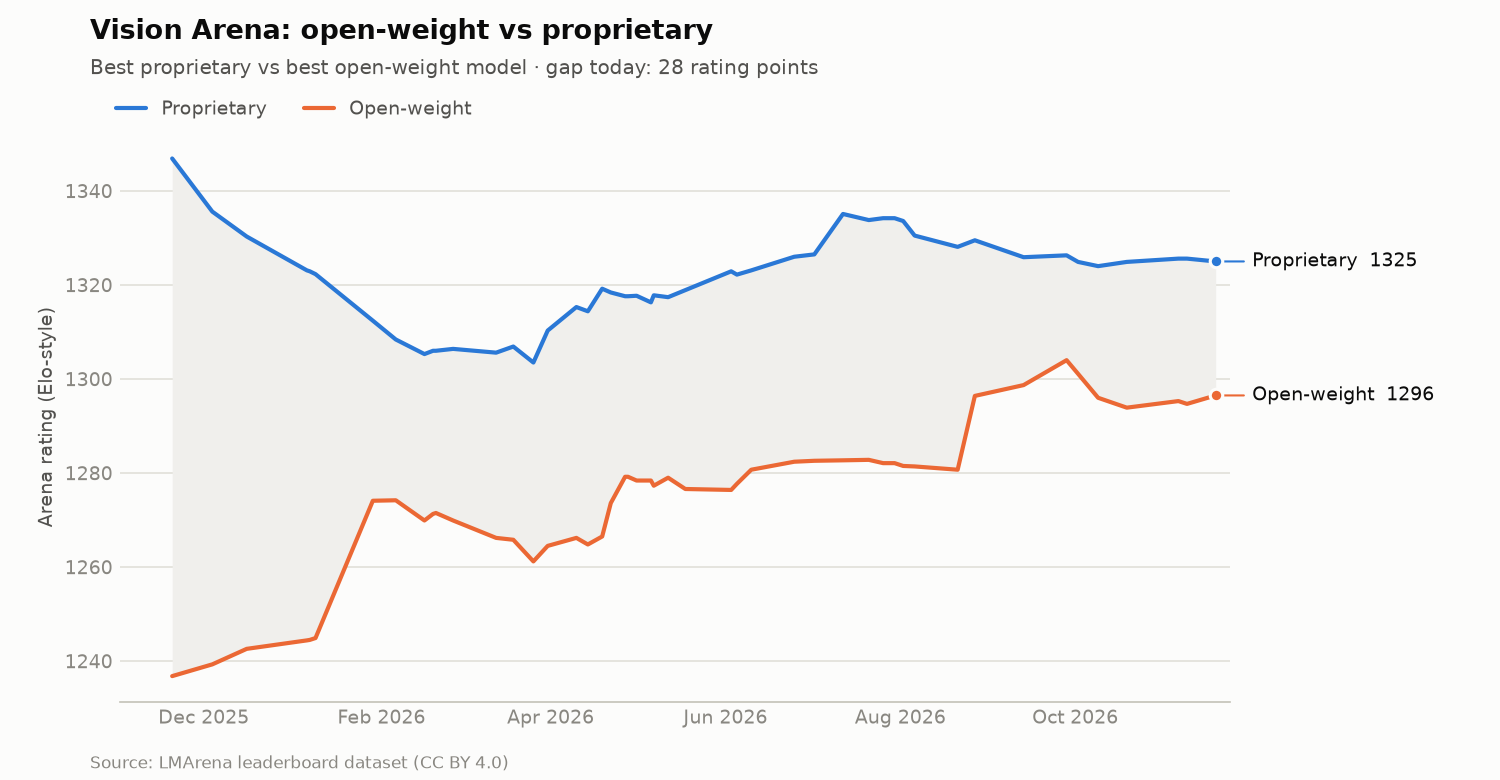 Vision Arena: open-weight vs proprietary
Best proprietary vs best open-weight model · gap today: 28 rating points
Proprietary Open-weight
Arena rating (Elo-style)
1340
1320
1300
1280
1260
1240
Proprietary 1325
Open-weight 1296
Dec 2025 Feb 2026 Apr 2026 Jun 2026 Aug 2026 Oct 2026
Source: LMArena leaderboard dataset (CC BY 4.0)